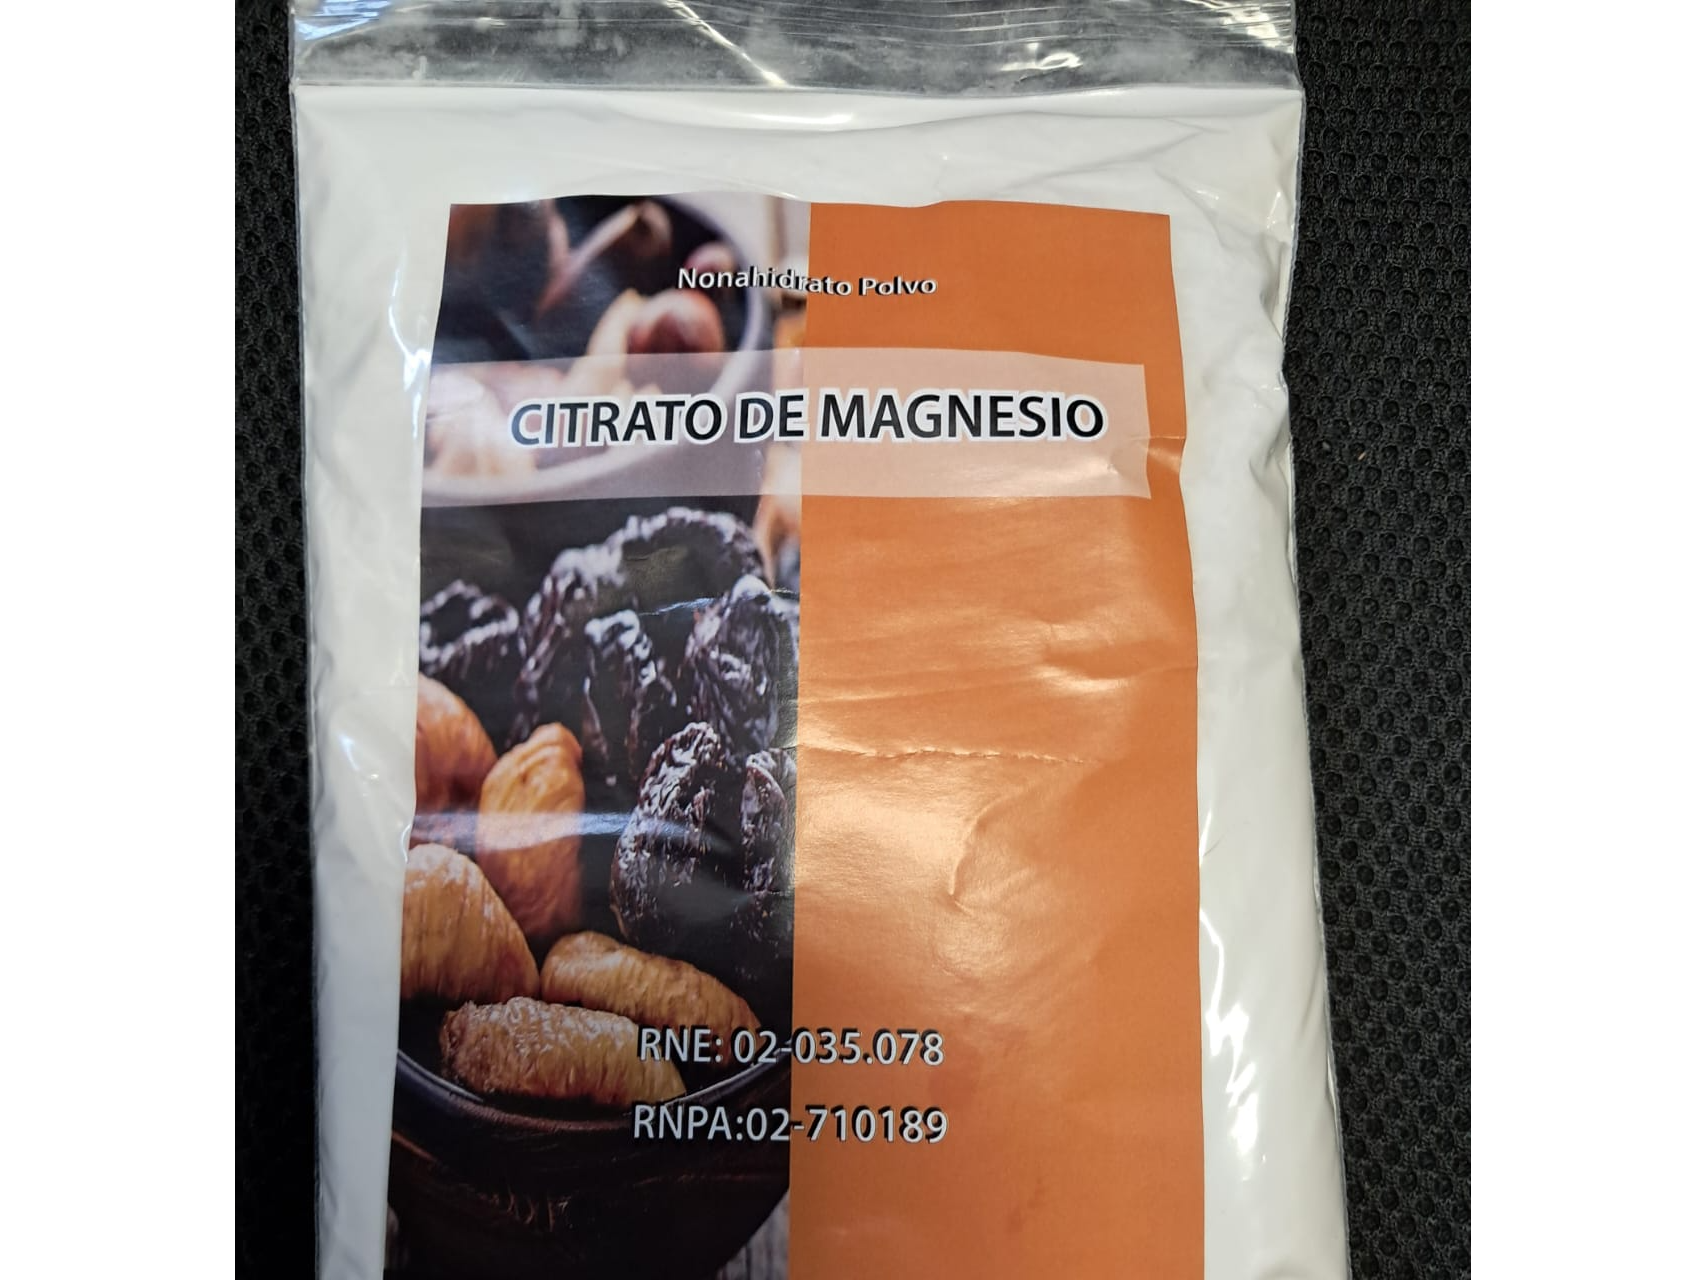 Nonahidrato Polvo
CITRATO DE MAGNESIO
RNE: 02-035.078
RNPA:02-710189